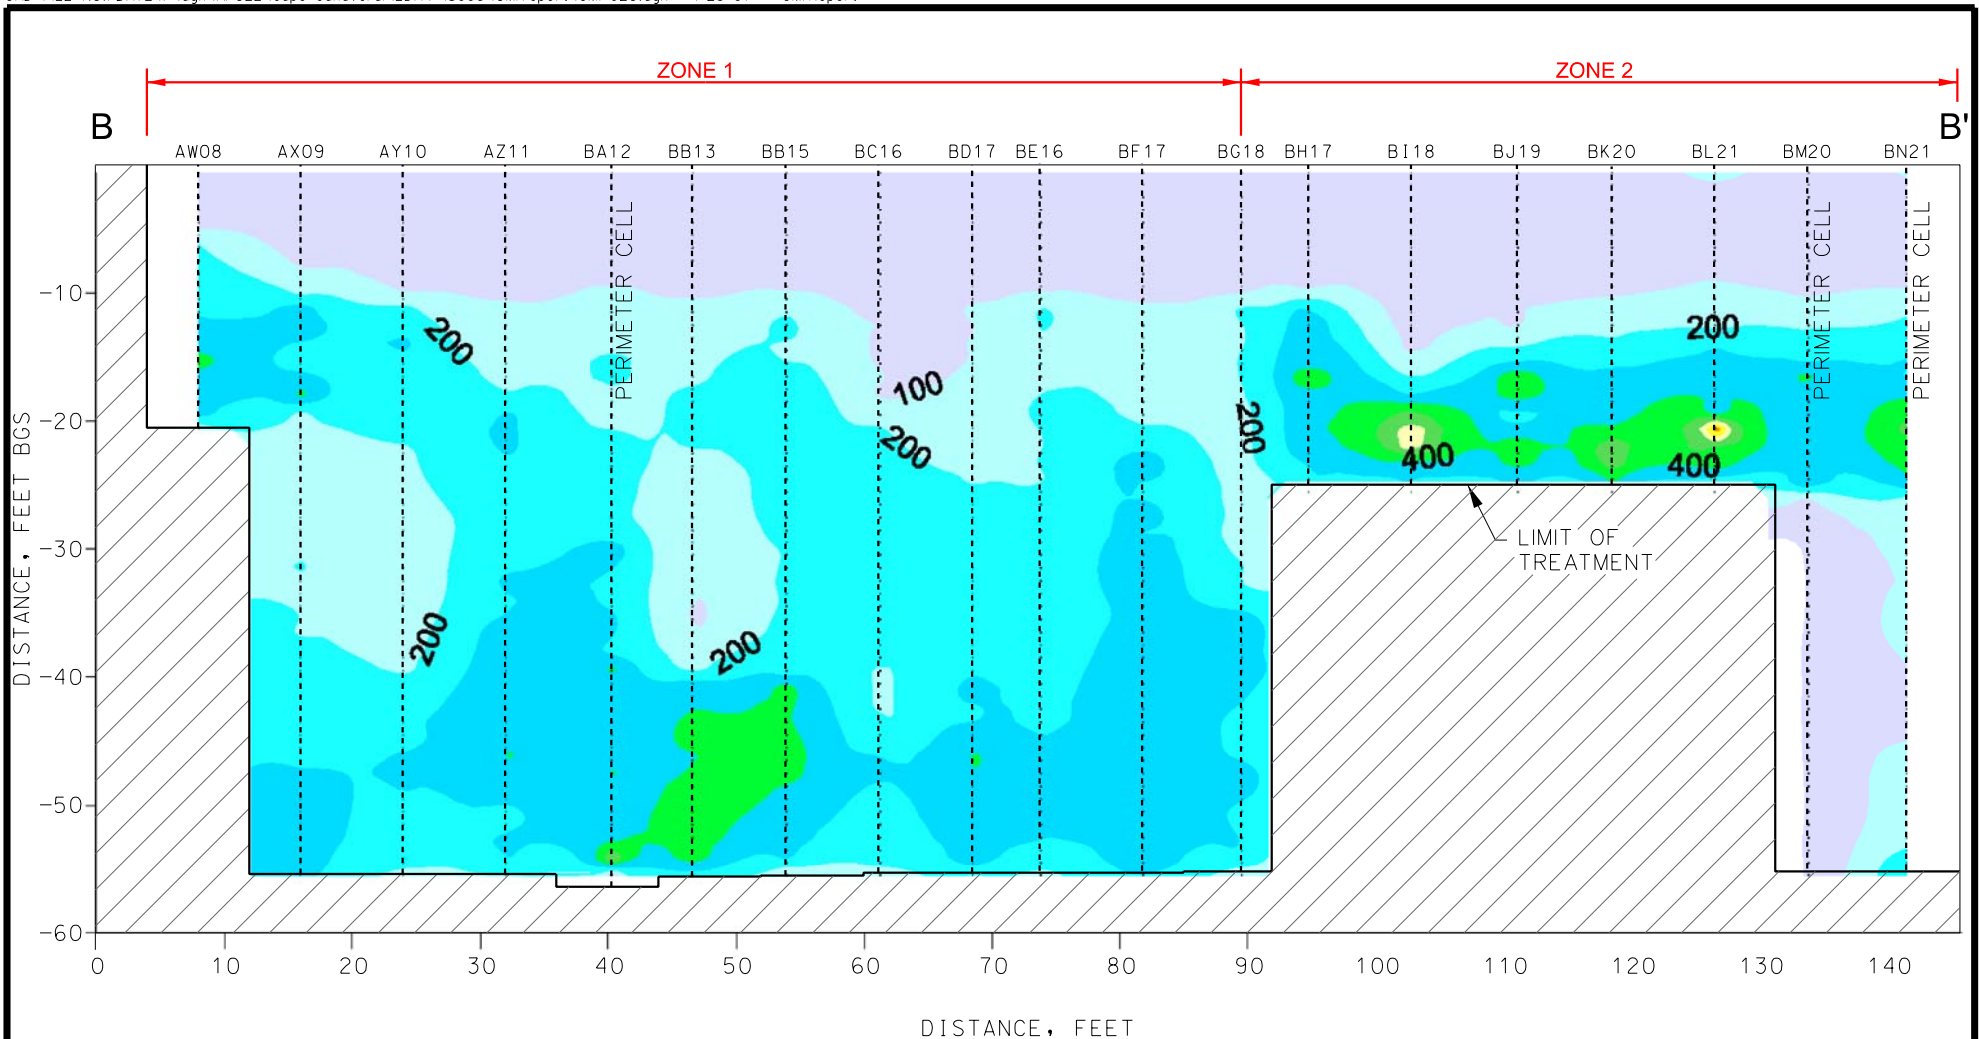 ZONE 1
ZONE 2
B
B'
AW08 AX09 AY10 AZ11 BA12 BB13 BB15 BC16 BD17 BE16 BF17 BG18 BH17 BI18 BJ19 BK20 BL21 BM20 BN21
PERIMETER CELL
PERIMETER CELL
PERIMETER CELL
200
100
200
200
200
200
200
400
400
LIMIT OF
TREATMENT
DISTANCE, FEET BGS
-10
-20
-30
-40
-50
-60
0 10 20 30 40 50 60 70 80 90 100 110 120 130 140
DISTANCE, FEET